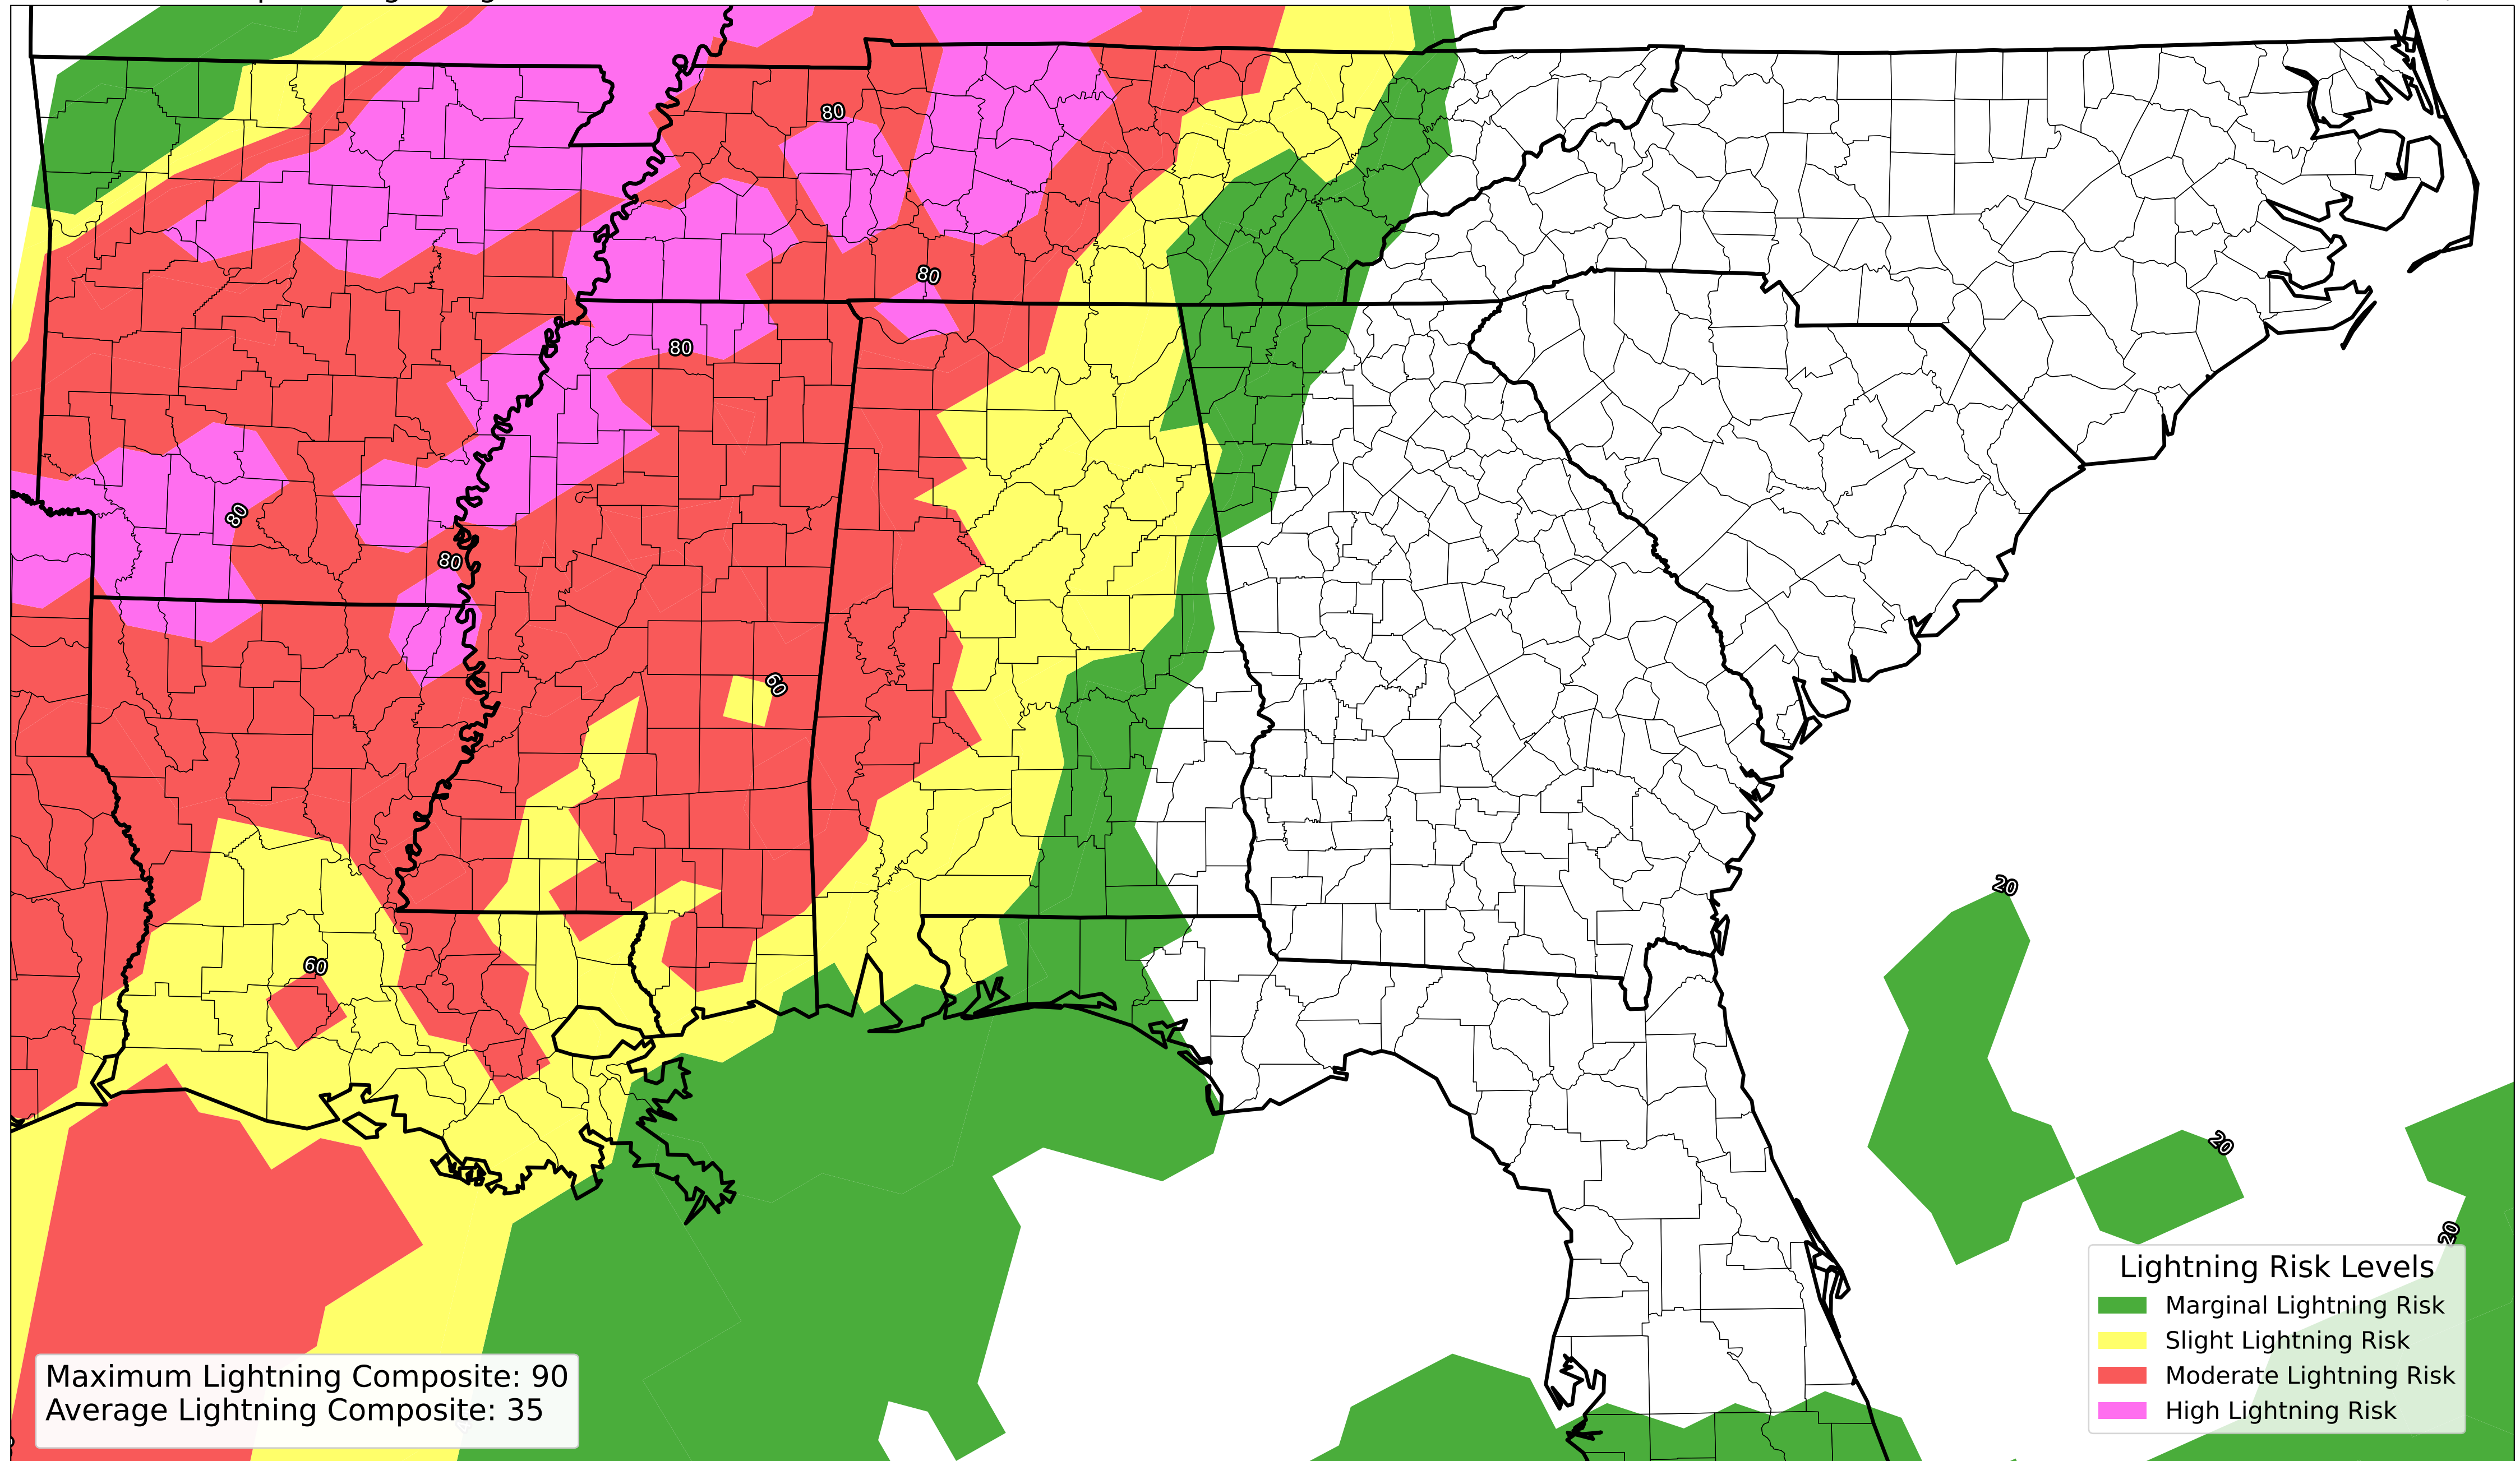 80
80
80
80
80
60
60
20
20
20
Lightning Risk Levels
Marginal Lightning Risk
Slight Lightning Risk
Moderate Lightning Risk
High Lightning Risk
Maximum Lightning Composite: 90
Average Lightning Composite: 35